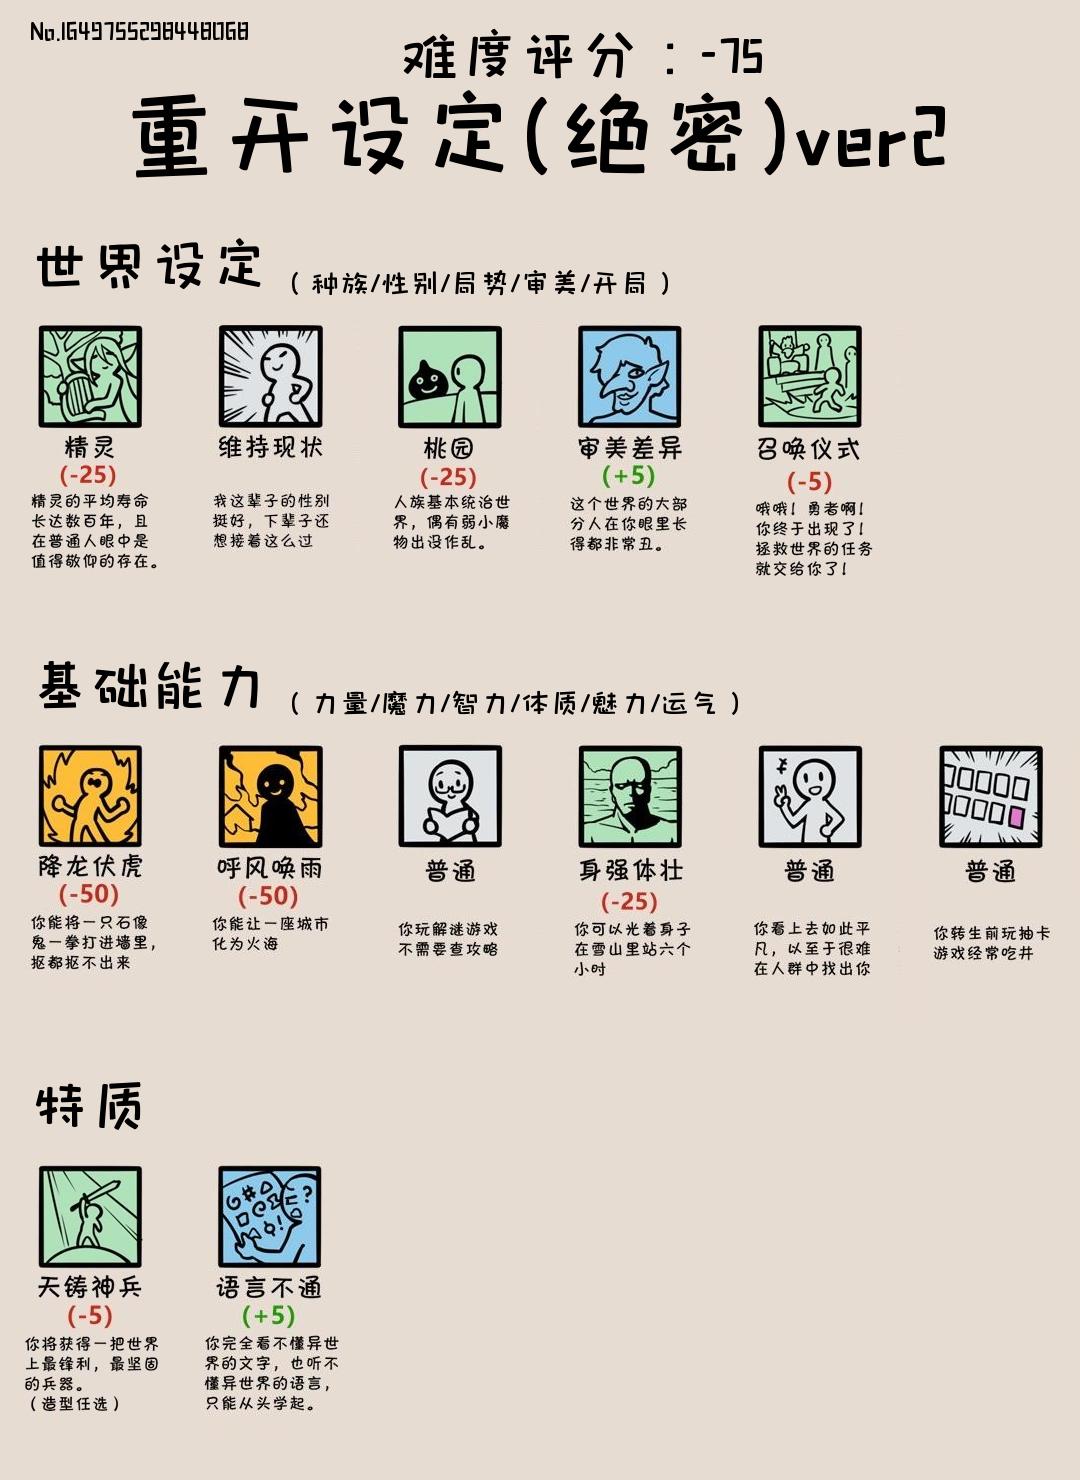 No.1649755298448068
难度评分：-75
重开设定(绝密)ver2
世界设定（种族/性别/局势/审美/开局）
精灵
(-25)
精灵的平均寿命
长达数百年，且
在普通人眼中是
值得敬仰的存在。
维持现状
我这辈子的性别
挺好，下辈子还
想接着这么过
桃园
(-25)
人族基本统治世
界，偶有弱小魔
物出没作乱。
审美差异
(+5)
这个世界的大部
分人在你眼里长
得都非常丑。
召唤仪式
(-5)
哦哦！勇者啊！
你终于出现了！
拯救世界的任务
就交给你了！
基础能力（力量/魔力/智力/体质/魅力/运气）
降龙伏虎
(-50)
你能将一只石像
鬼一拳打进墙里，
抠都抠不出来
呼风唤雨
(-50)
你能让一座城市
化为火海
普通
你玩解谜游戏
不需要查攻略
身强体壮
(-25)
你可以光着身子
在雪山里站六个
小时
普通
你看上去如此平
凡，以至于很难
在人群中找出你
普通
你转生前玩抽卡
游戏经常吃井
特质
天铸神兵
(-5)
你将获得一把世界
上最锋利，最坚固
的兵器。
（造型任选）
语言不通
(+5)
你完全看不懂异世
界的文字，也听不
懂异世界的语言，
只能从头学起。